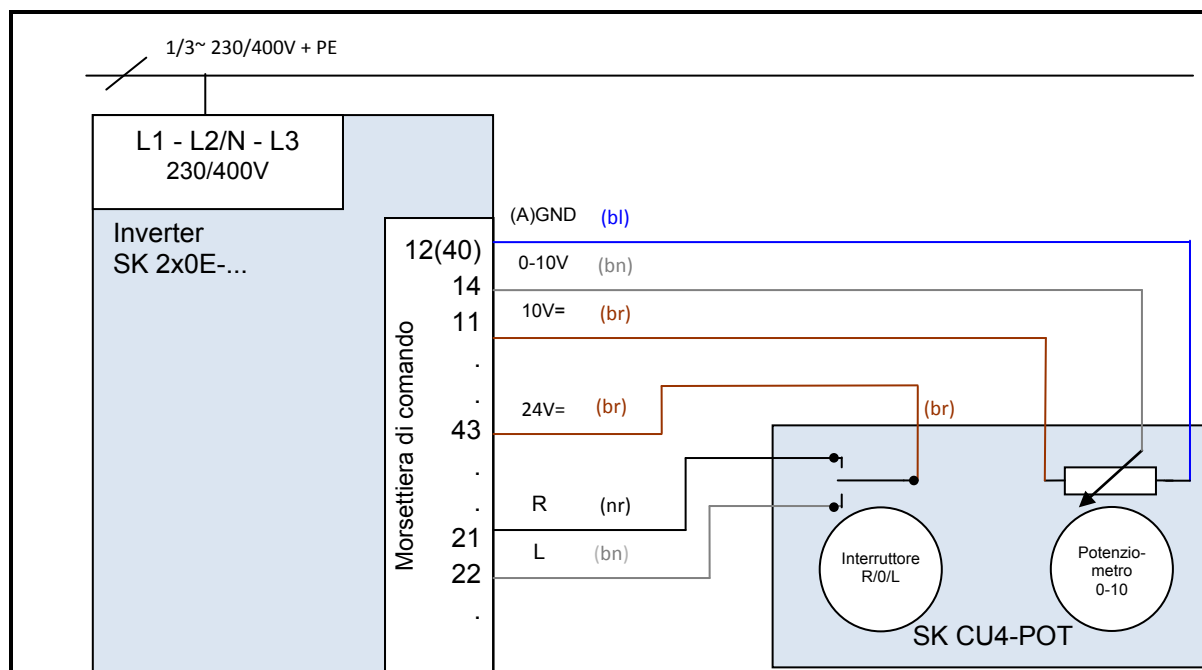 1/3~ 230/400V + PE
L1 - L2/N - L3
230/400V
Inverter
SK 2x0E-...
Morsettiera di comando
12(40)
14
11
.
.
43
.
.
21
22
.
(A)GND (bl)
0-10V (bn)
10V= (br)
24V= (br)
(br)
R (nr)
L (bn)
Interruttore
R/0/L
Potenzio-
metro
0-10
SK CU4-POT